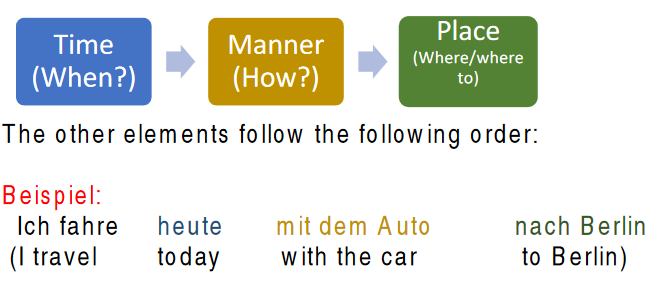 Time
(When?)
Manner
(How?)
Place
(Where/where
to)
The other elements follow the following order:
Beispiel:
Ich fahre heute mit dem Auto nach Berlin
(I travel today with the car to Berlin)